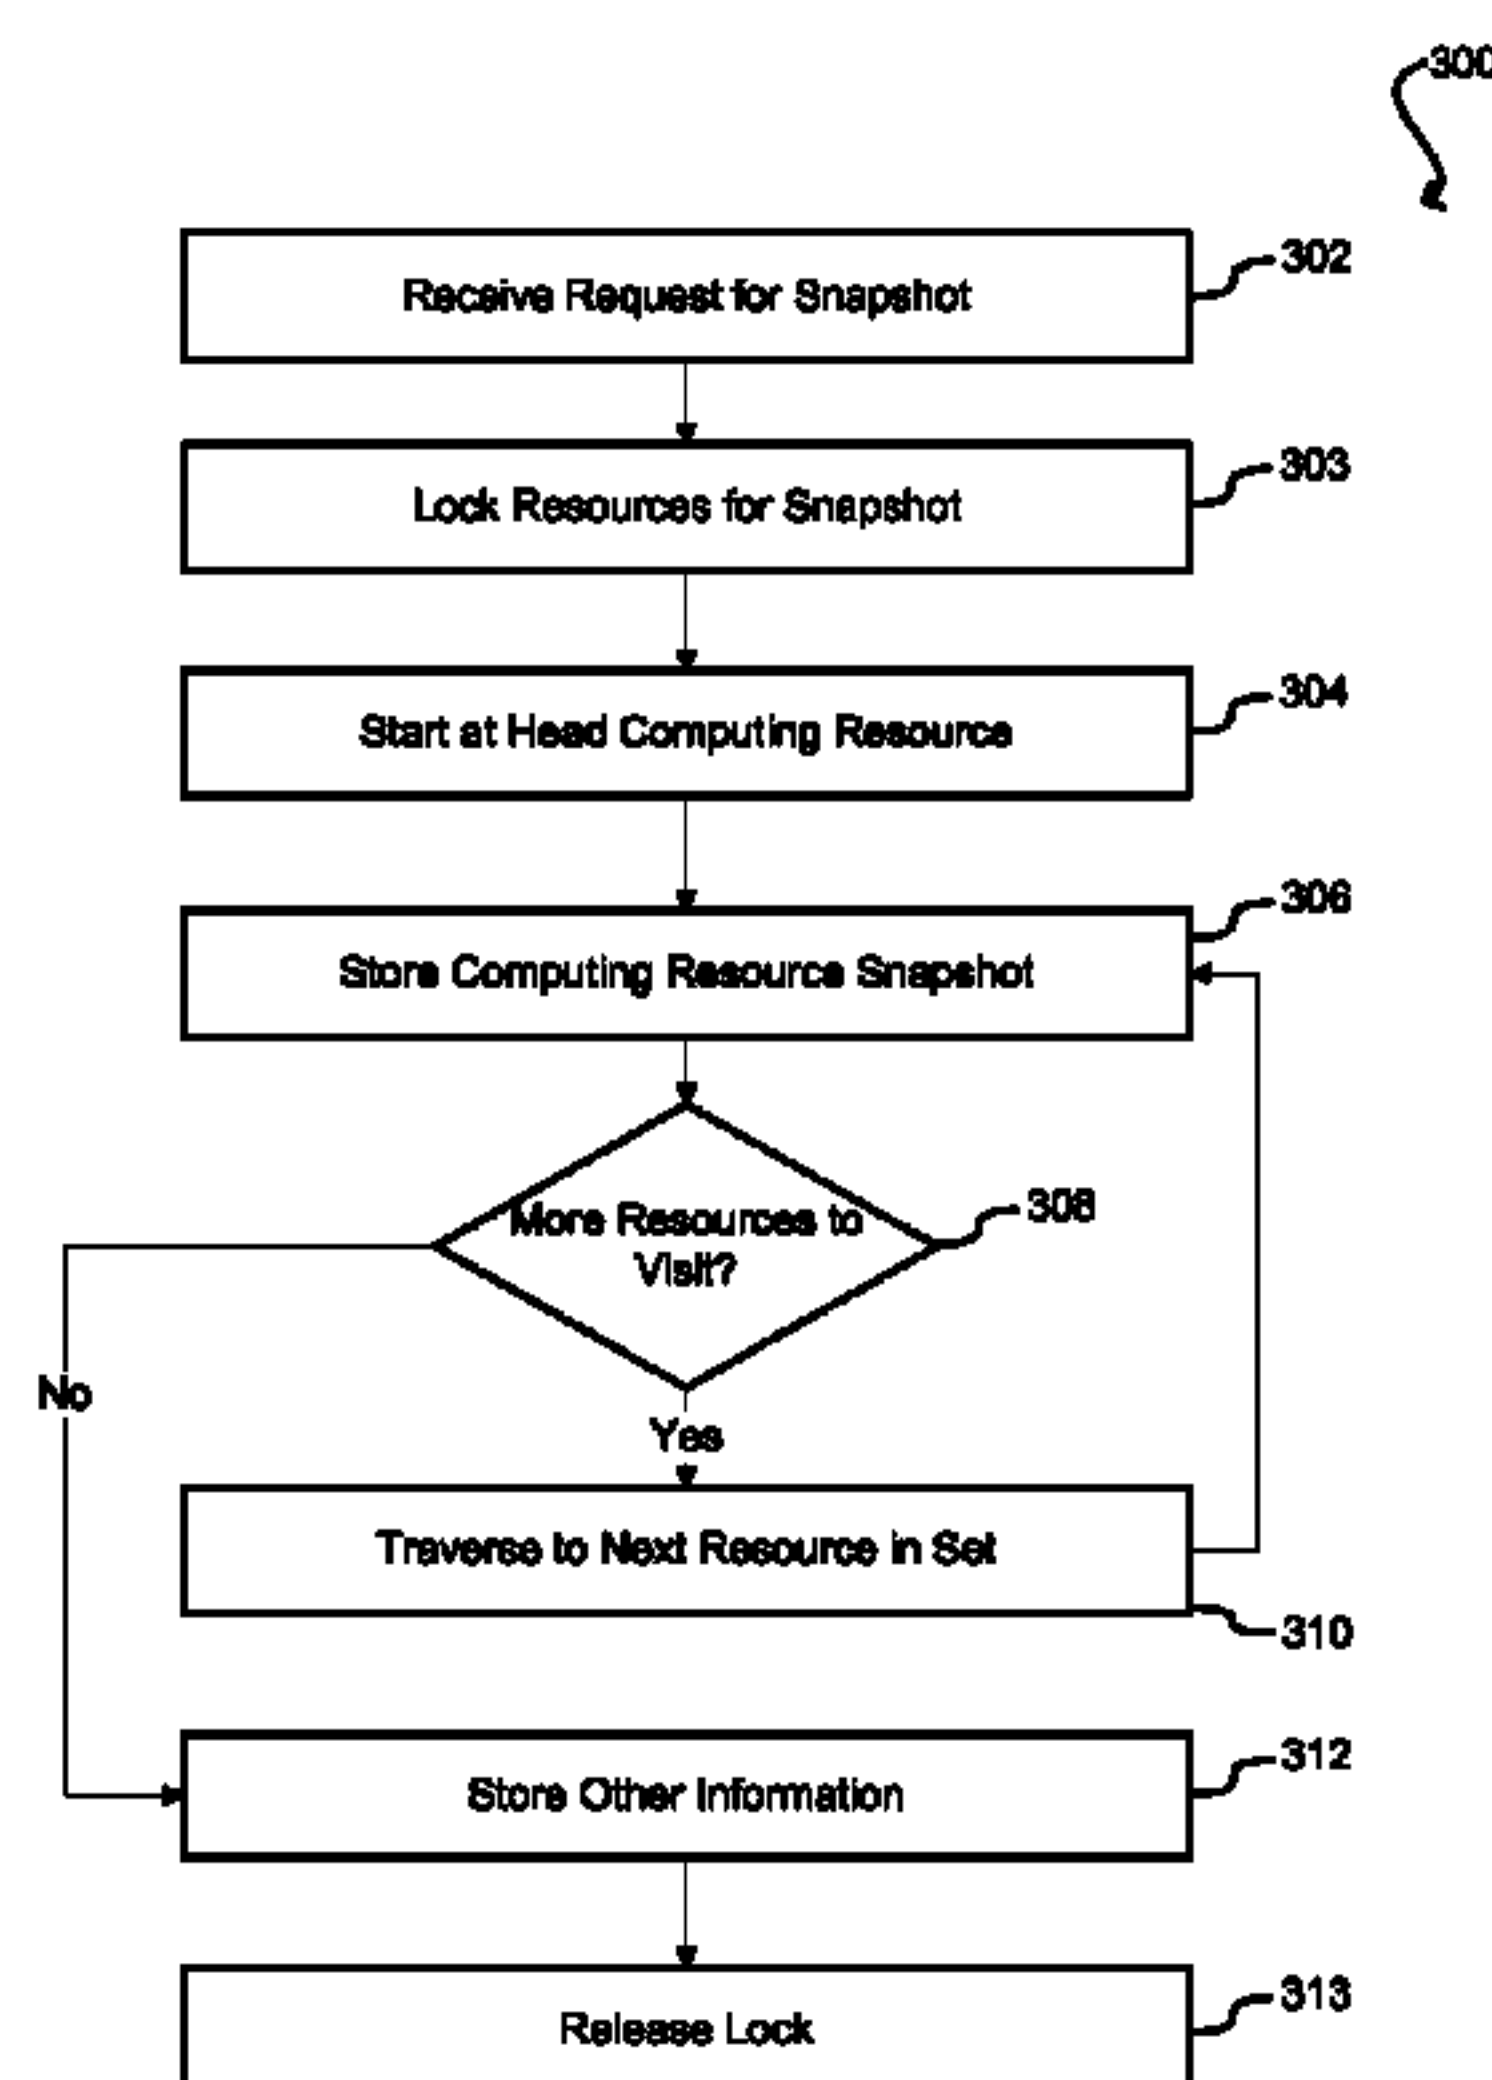 300
Receive Request for Snapshot
302
Lock Resources for Snapshot
303
Start at Head Computing Resource
304
Store Computing Resource Snapshot
306
More Resources to
Visit?
308
No
Yes
Traverse to Next Resource in Set
310
Store Other Information
312
Release Lock
313